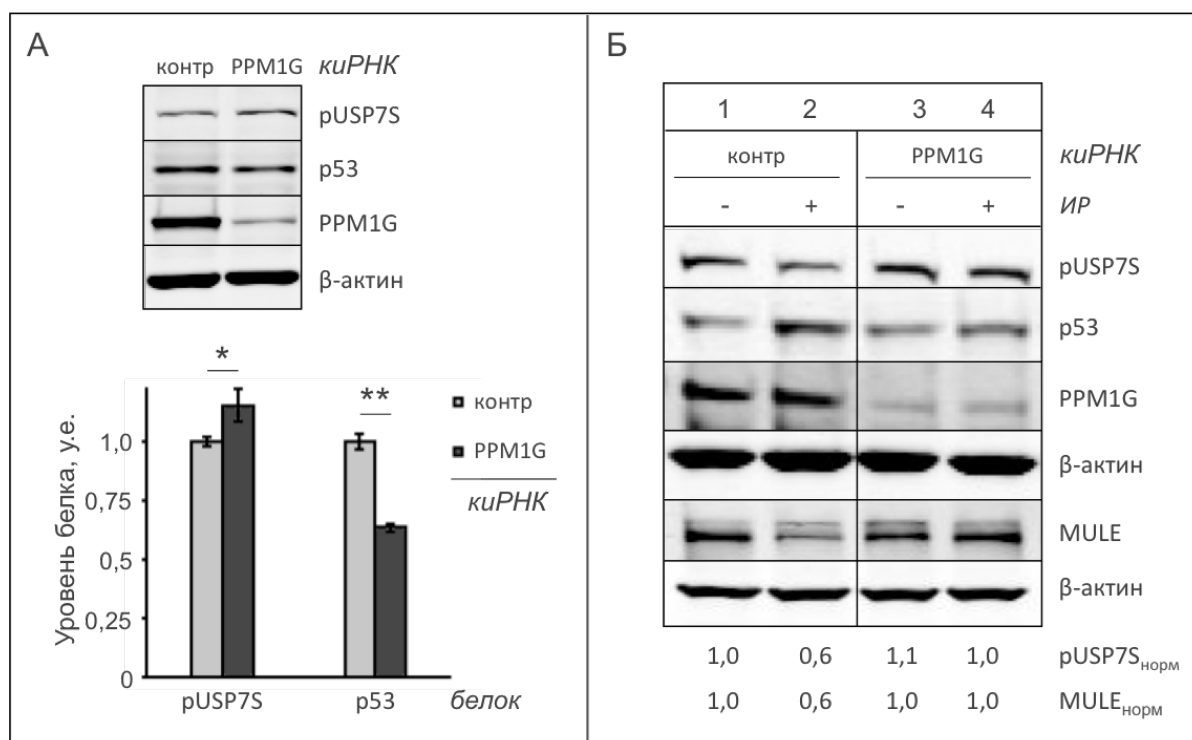 А
контр PPM1G киРНК
pUSP7S
p53
PPM1G
β-актин
* **
Уровень белка, у.е.
1,0
0,75
0,5
0,25
0
контр
PPM1G
киРНК
pUSP7S p53 белок
Б
1 2 3 4
контр PPM1G киРНК
- + - + ИР
pUSP7S
p53
PPM1G
β-актин
MULE
β-актин
1,0 0,6 1,1 1,0 pUSP7Sнорм
1,0 0,6 1,0 1,0 MULEнорм